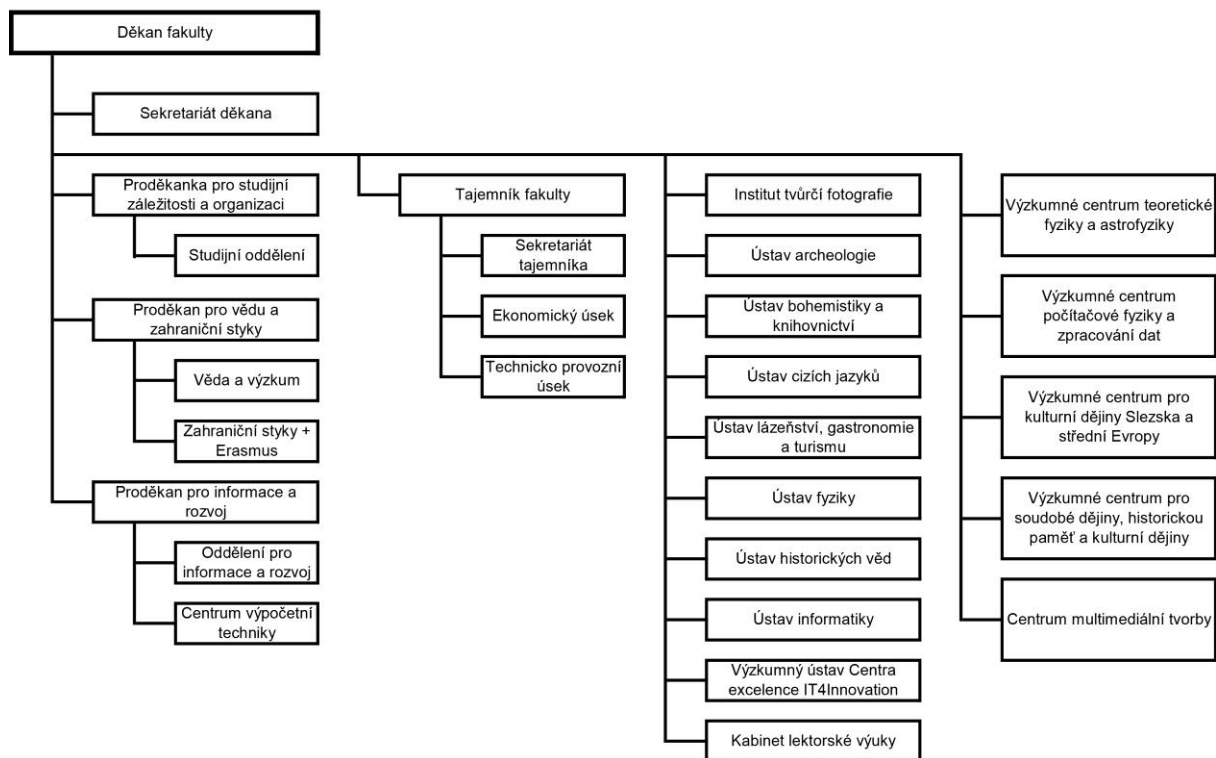 Děkan fakulty
Sekretariát děkana
Proděkanka pro studijní
záležitosti a organizaci
Studijní oddělení
Proděkan pro vědu a
zahraniční styky
Věda a výzkum
Zahraniční styky +
Erasmus
Proděkan pro informace a
rozvoj
Oddělení pro
informace a rozvoj
Centrum výpočetní
techniky
Tajemník fakulty
Sekretariát
tajemníka
Ekonomický úsek
Technicko provozní
úsek
Institut tvůrčí fotografie
Ústav archeologie
Ústav bohemistiky a
knihovnictví
Ústav cizích jazyků
Ústav lázeňství, gastronomie
a turismu
Ústav fyziky
Ústav historických věd
Ústav informatiky
Výzkumný ústav Centra
excelence IT4Innovation
Kabinet lektorské výuky
Výzkumné centrum teoretické
fyziky a astrofyziky
Výzkumné centrum
počítačové fyziky a
zpracování dat
Výzkumné centrum pro
kulturní dějiny Slezska a
střední Evropy
Výzkumné centrum pro
soudobé dějiny, historickou
paměť a kulturní dějiny
Centrum multimediální tvorby